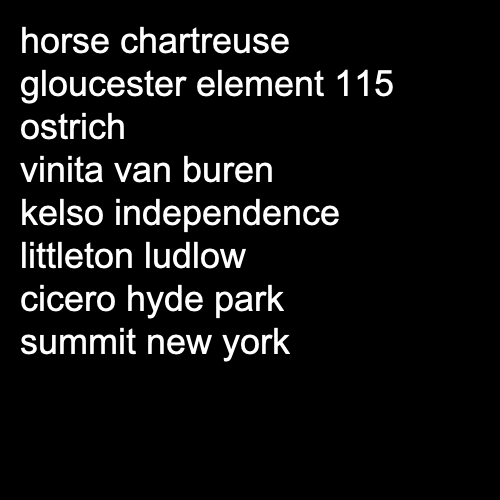 horse chartreuse
gloucester element 115
ostrich
vinita van buren
kelso independence
littleton ludlow
cicero hyde park
summit new york